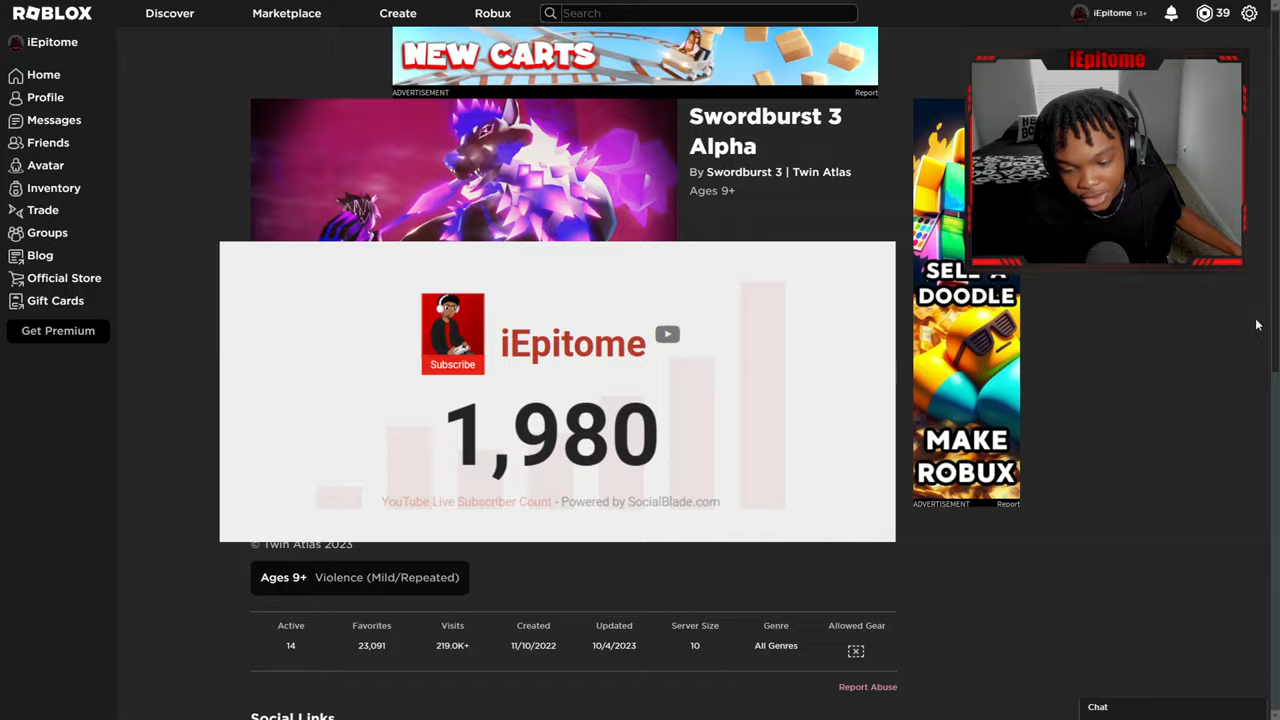 ROBLOX
Discover
Marketplace
Create
Robux
Search
iEpitome 13+
39
iEpitome
Home
Profile
Messages
Friends
Avatar
Inventory
Trade
Groups
Blog
Official Store
Gift Cards
Get Premium
NEW CARTS
ADVERTISEMENT
Report
Swordburst 3
Alpha
By Swordburst 3 | Twin Atlas
Ages 9+
iEpitome
SELL A
DOODLE
MAKE
ROBUX
ADVERTISEMENT
Report
Subscribe
iEpitome
1,980
YouTube Live Subscriber Count - Powered by SocialBlade.com
© Twin Atlas 2023
Ages 9+ Violence (Mild/Repeated)
Active Favorites Visits Created Updated Server Size Genre Allowed Gear
14 23,091 219.0K+ 11/10/2022 10/4/2023 10 All Genres
Report Abuse
Social Links
Chat